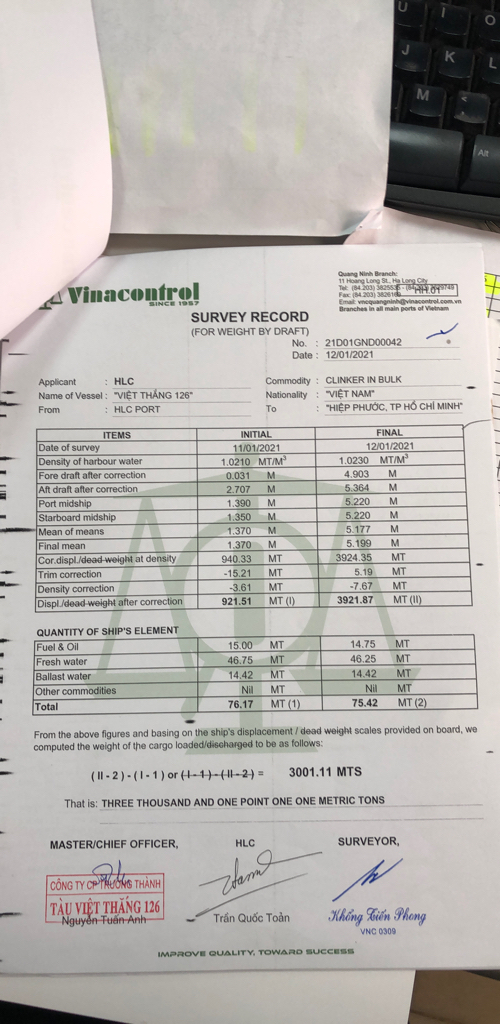 U I O
J K L
M <
Alt
Vinacontrol
SINCE 1957
Quang Ninh Branch:
11 Hoang Long St., Ha Long City
Tel: (84.203) 3825535 -
Fax: (84.203)
Email: vncquangninh@vinacontrol.com.vn
Branches in all main ports of Vietnam
SURVEY RECORD
(FOR WEIGHT BY DRAFT)
No. : 21D01GND00042
Date : 12/01/2021
Applicant : HLC Commodity : CLINKER IN BULK
Name of Vessel : "VIỆT THẮNG 126" Nationality : "VIỆT NAM"
From : HLC PORT To : "HIỆP PHƯỚC, TP HỒ CHÍ MINH"
ITEMS INITIAL FINAL
Date of survey 11/01/2021 12/01/2021
Density of harbour water 1.0210 MT/M³ 1.0230 MT/M³
Fore draft after correction 0.031 M 4.903 M
Aft draft after correction 2.707 M 5.364 M
Port midship 1.390 M 5.220 M
Starboard midship 1.350 M 5.220 M
Mean of means 1.370 M 5.177 M
Final mean 1.370 M 5.199 M
Cor.displ./dead weight at density 940.33 MT 3924.35 MT
Trim correction -15.21 MT 5.19 MT
Density correction -3.61 MT -7.67 MT
Displ./dead weight after correction 921.51 MT (I) 3921.87 MT (II)
QUANTITY OF SHIP'S ELEMENT
Fuel & Oil 15.00 MT 14.75 MT
Fresh water 46.75 MT 46.25 MT
Ballast water 14.42 MT 14.42 MT
Other commodities Nil MT Nil MT
Total 76.17 MT (1) 75.42 MT (2)
From the above figures and basing on the ship's displacement / dead weight scales provided on board, we
computed the weight of the cargo loaded/discharged to be as follows:
( II - 2 ) - ( I - 1 ) or ( I - 1 ) - ( II - 2 ) = 3001.11 MTS
That is: THREE THOUSAND AND ONE POINT ONE ONE METRIC TONS
MASTER/CHIEF OFFICER, HLC SURVEYOR,
CÔNG TY CP TRƯỜNG THÀNH
TÀU VIỆT THẮNG 126
Nguyễn Tuấn Anh
Trần Quốc Toàn
Khổng Tiến Phong
VNC 0309
IMPROVE QUALITY, TOWARD SUCCESS